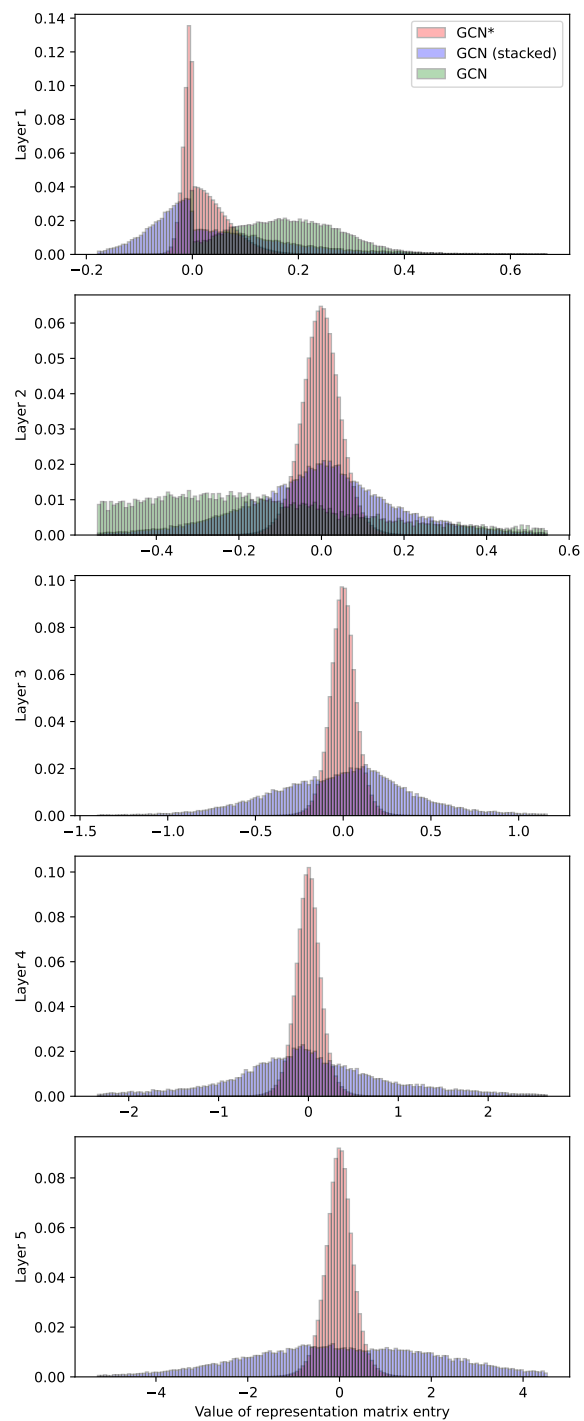 GCN*
GCN (stacked)
GCN
Layer 1
0.14
0.12
0.10
0.08
0.06
0.04
0.02
0.00
−0.2 0.0 0.2 0.4 0.6
Layer 2
0.06
0.05
0.04
0.03
0.02
0.01
0.00
−0.4 −0.2 0.0 0.2 0.4 0.6
Layer 3
0.10
0.08
0.06
0.04
0.02
0.00
−1.5 −1.0 −0.5 0.0 0.5 1.0
Layer 4
0.10
0.08
0.06
0.04
0.02
0.00
−2 −1 0 1 2
Layer 5
0.08
0.06
0.04
0.02
0.00
−4 −2 0 2 4
Value of representation matrix entry